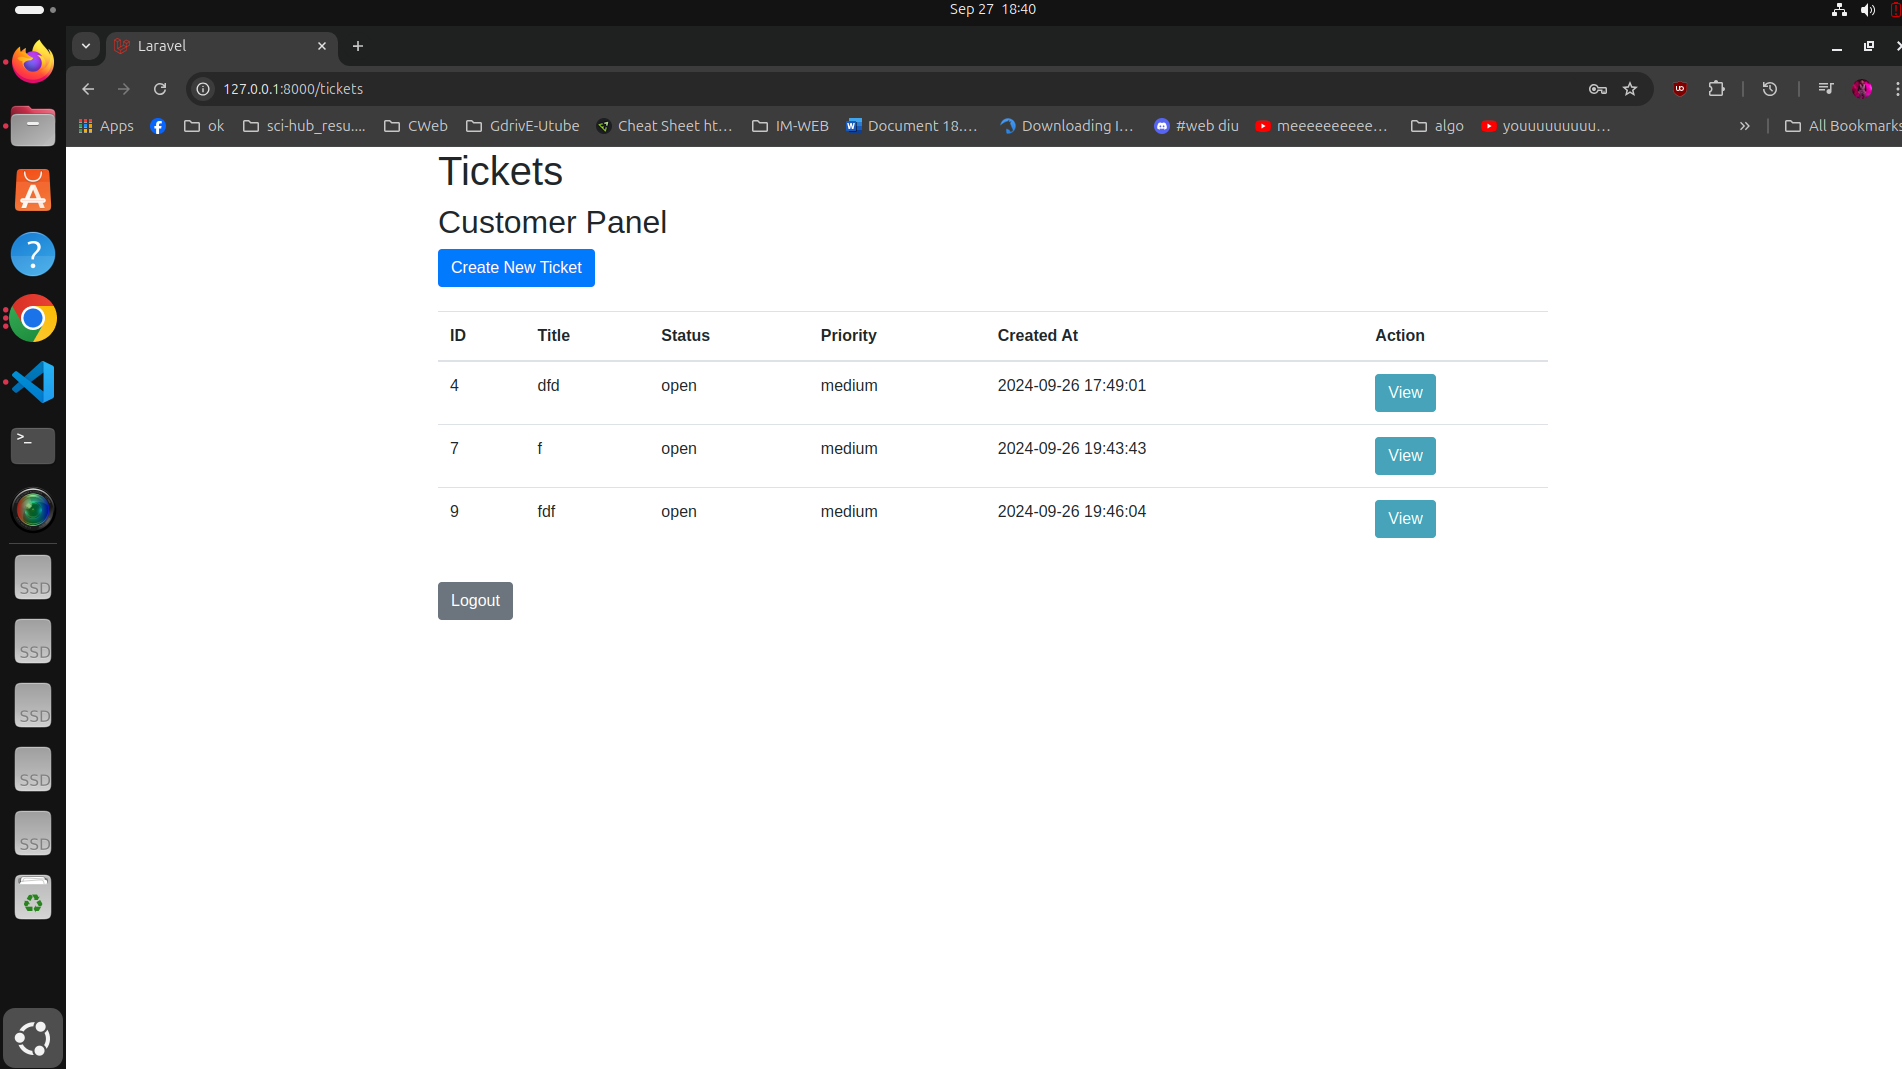 Sep 27 18:40
Laravel
127.0.0.1:8000/tickets
Apps ok sci-hub_resu.... CWeb GdrivE-Utube Cheat Sheet ht... IM-WEB Document 18.... Downloading I... #web diu meeeeeeeeee... algo youuuuuuuuu... » All Bookmarks
Tickets
Customer Panel
Create New Ticket
ID Title Status Priority Created At Action
4 dfd open medium 2024-09-26 17:49:01 View
7 f open medium 2024-09-26 19:43:43 View
9 fdf open medium 2024-09-26 19:46:04 View
Logout
SSD
SSD
SSD
SSD
SSD